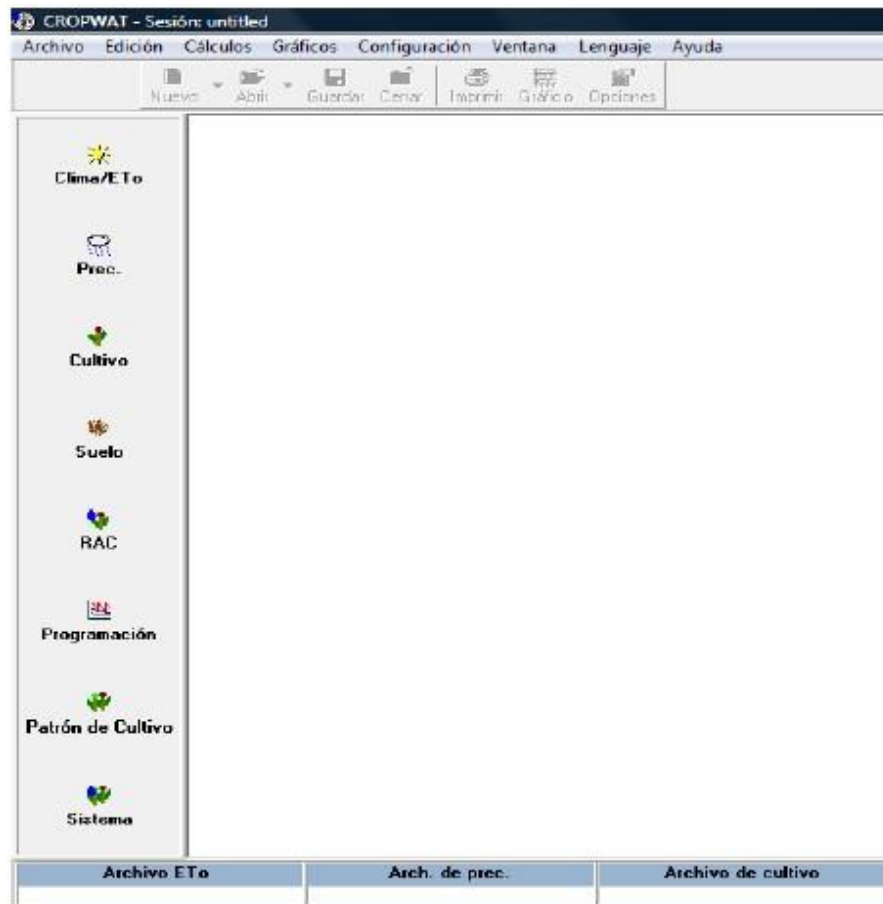 CROPWAT - Sesión: untitled
Archivo Edición Cálculos Gráficos Configuración Ventana Lenguaje Ayuda
Nuevo Abrir Guardar Cerrar Imprimir Gráfico Opciones
Clima/ETo
Prec.
Cultivo
Suelo
RAC
Programación
Patrón de Cultivo
Sistema
Archivo ETo Arch. de prec. Archivo de cultivo